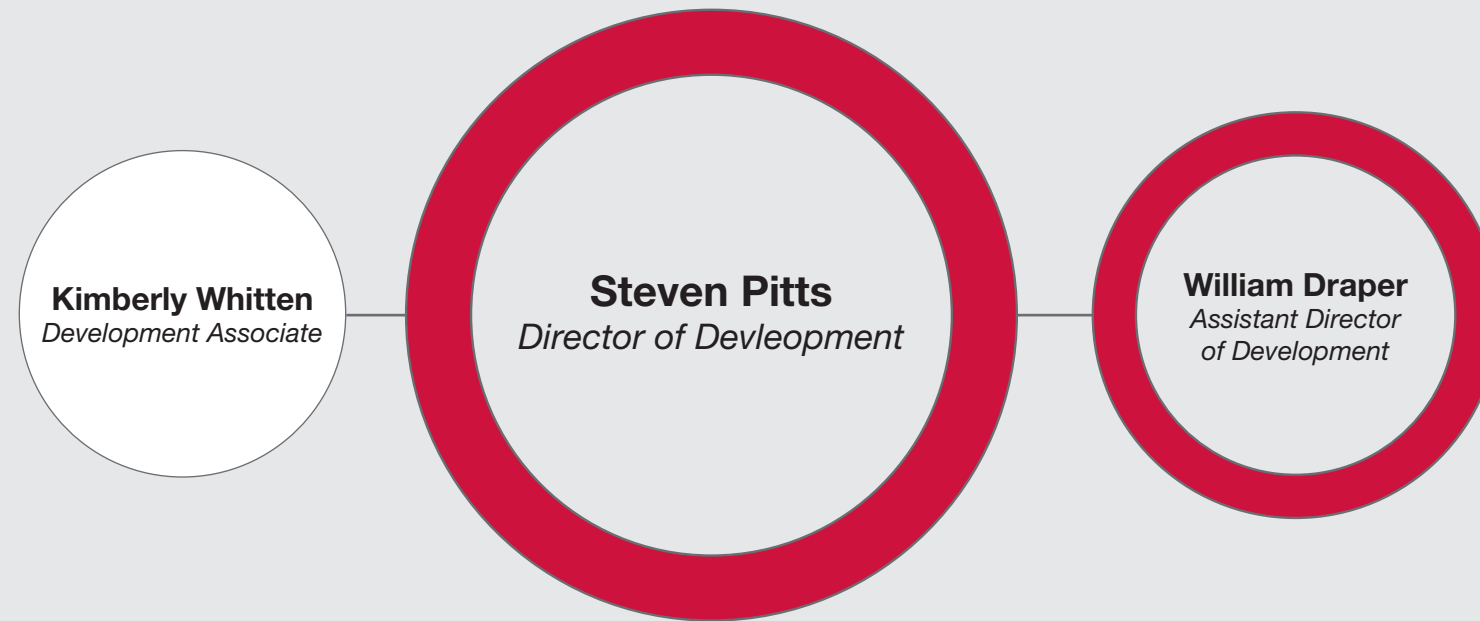 Kimberly Whitten
Development Associate
Steven Pitts
Director of Devleopment
William Draper
Assistant Director
of Development